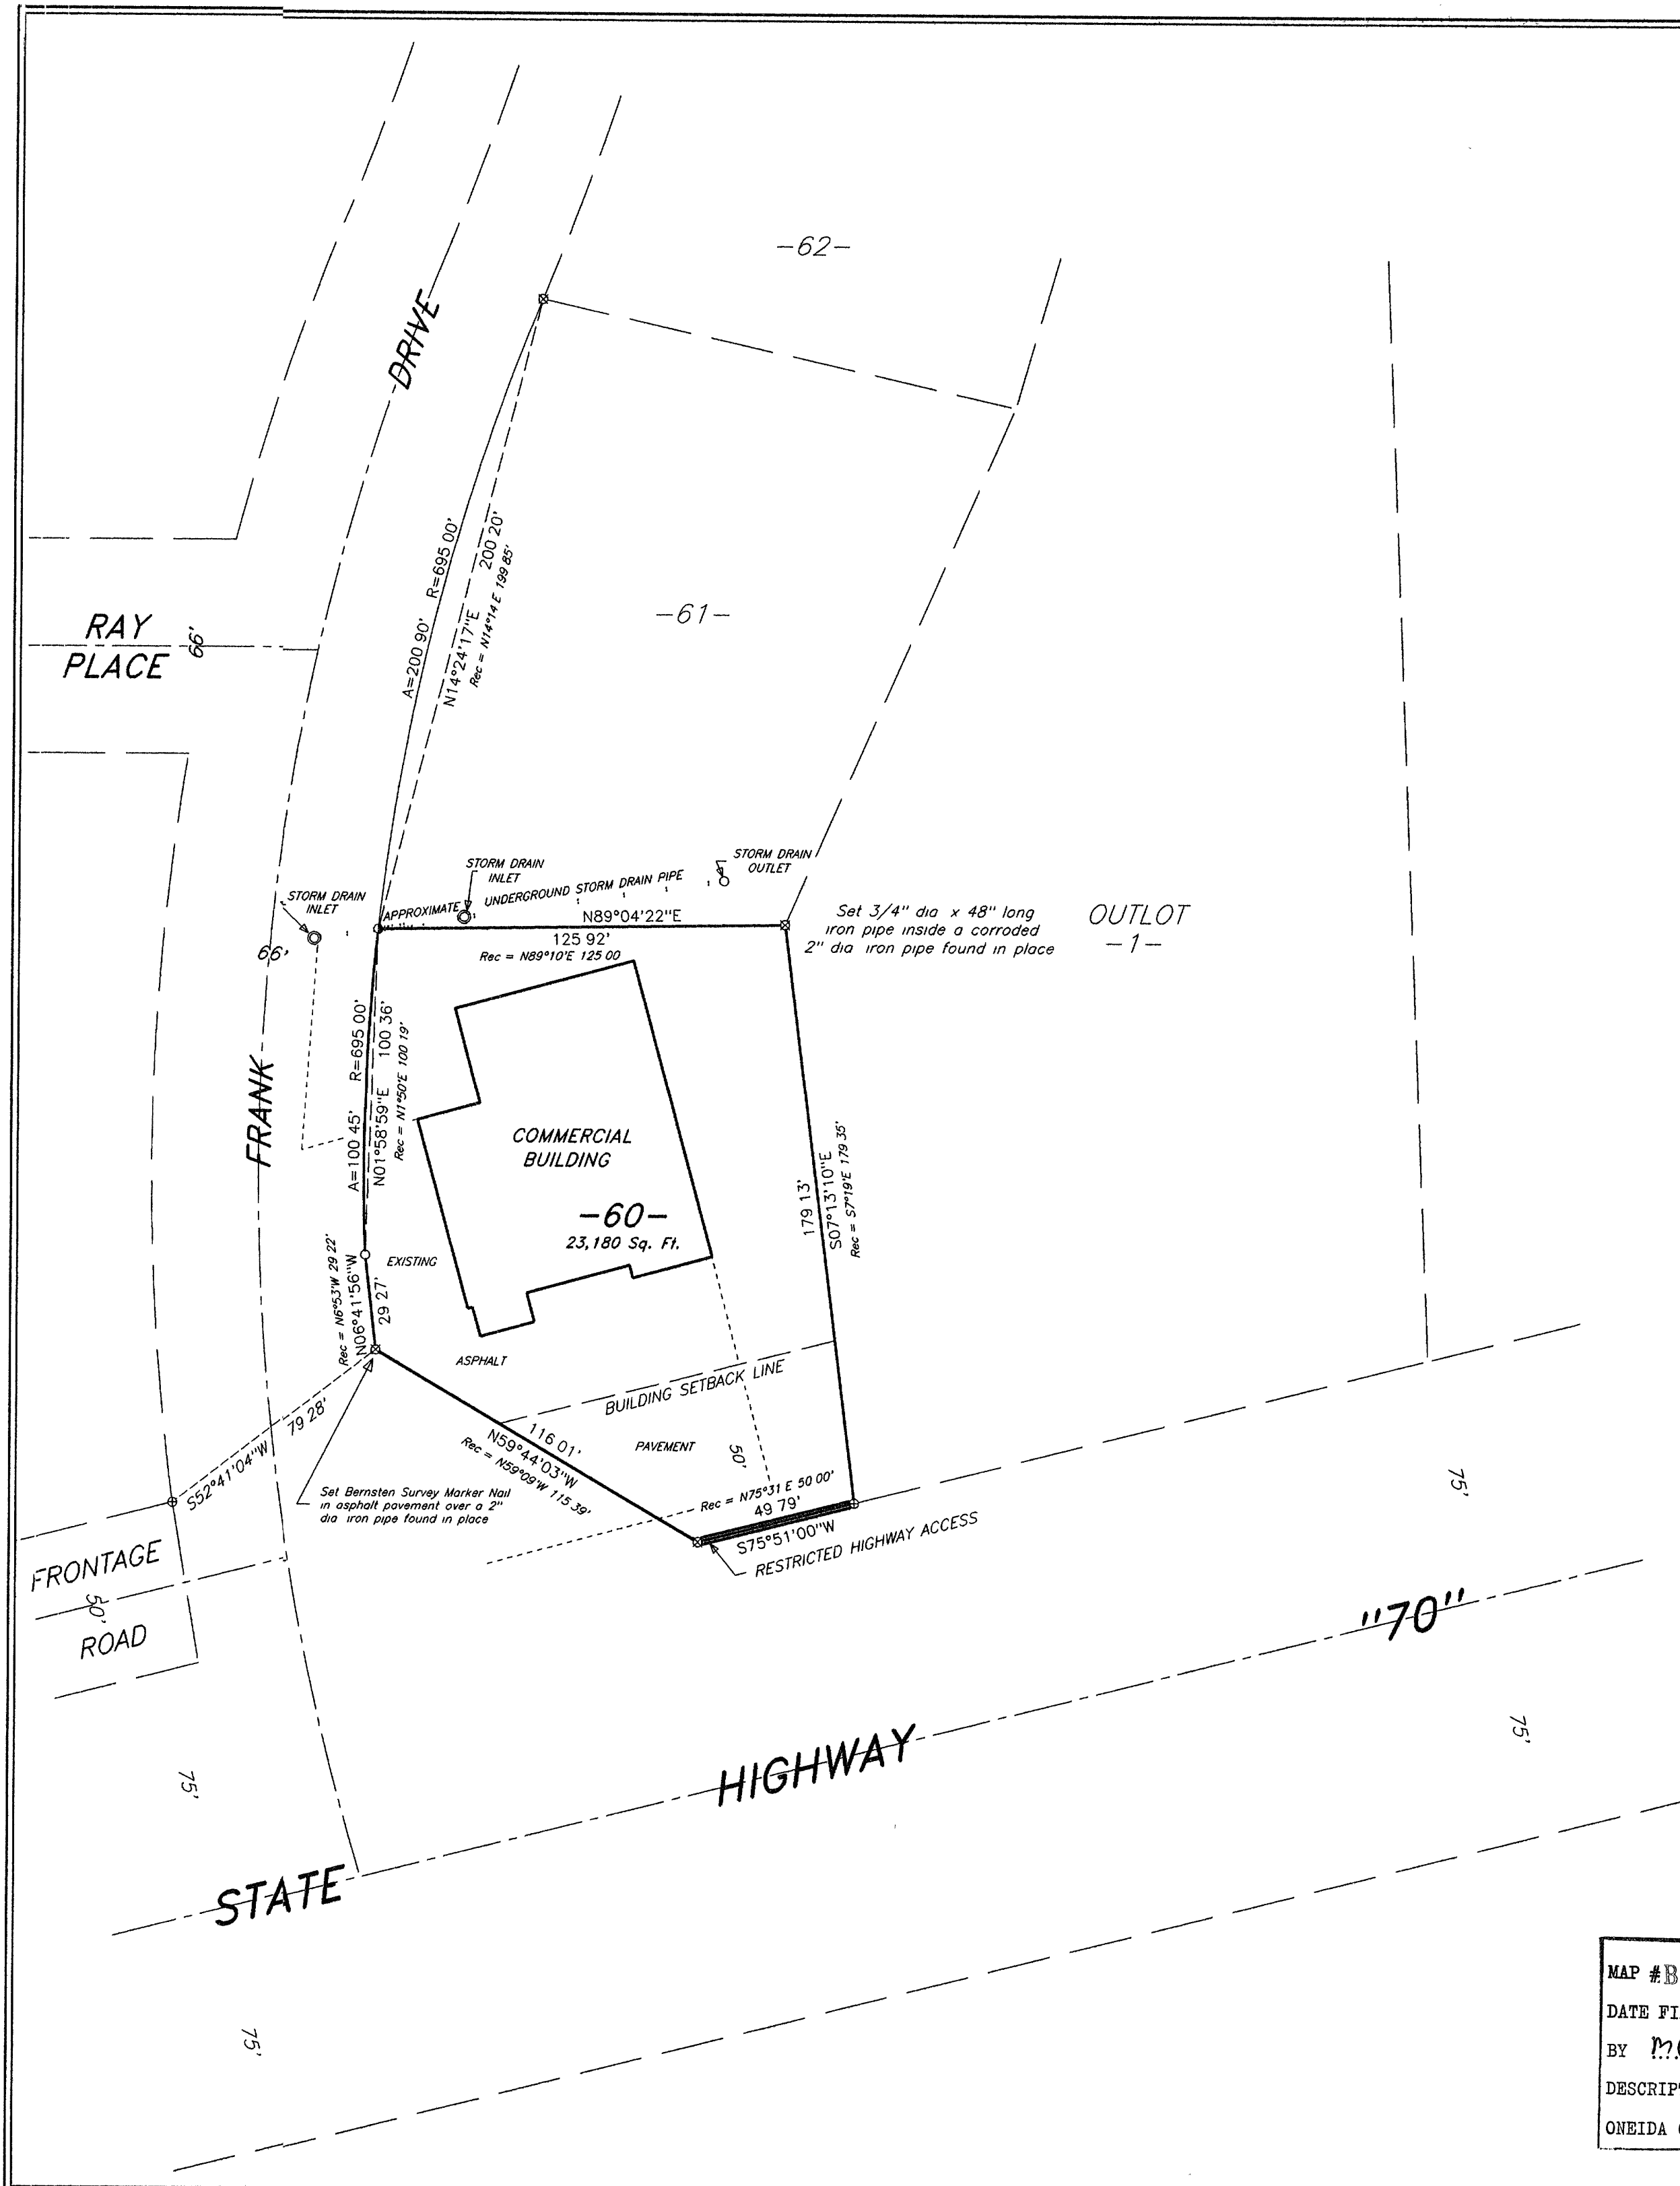 -62-
DRIVE
A=200 90' R=695 00'
N14°24'17"E 200 20'
Rec = N14°14 E 199 85'
-61-
RAY
PLACE
66'
STORM DRAIN
INLET
STORM DRAIN
INLET
STORM DRAIN
OUTLET
APPROXIMATE UNDERGROUND STORM DRAIN PIPE
66'
N89°04'22"E
125 92'
Rec = N89°10'E 125 00
Set 3/4" dia x 48" long
iron pipe inside a corroded
2" dia iron pipe found in place
OUTLOT
-1-
FRANK
A=100 45' R=695 00'
N01°58'59"E 100 36'
Rec = N1°50'E 100 19'
COMMERCIAL
BUILDING
-60-
23,180 Sq. Ft.
179 13'
S07°13'10"E
Rec = S7°19'E 179 35'
EXISTING
Rec = N6°53'W 29 22'
N06°41'56"W
29 27'
ASPHALT
BUILDING SETBACK LINE
PAVEMENT
50'
116 01'
N59°44'03"W
Rec = N59°09'W 115 39'
S52°41'04"W 79 28'
Set Bernsten Survey Marker Nail
in asphalt pavement over a 2"
dia iron pipe found in place
Rec = N75°31 E 50 00'
49 79'
S75°51'00"W
RESTRICTED HIGHWAY ACCESS
75'
FRONTAGE
50'
ROAD
"70"
75'
75'
HIGHWAY
STATE
75'
MAP #B
DATE FI
BY
DESCRIP
ONEIDA